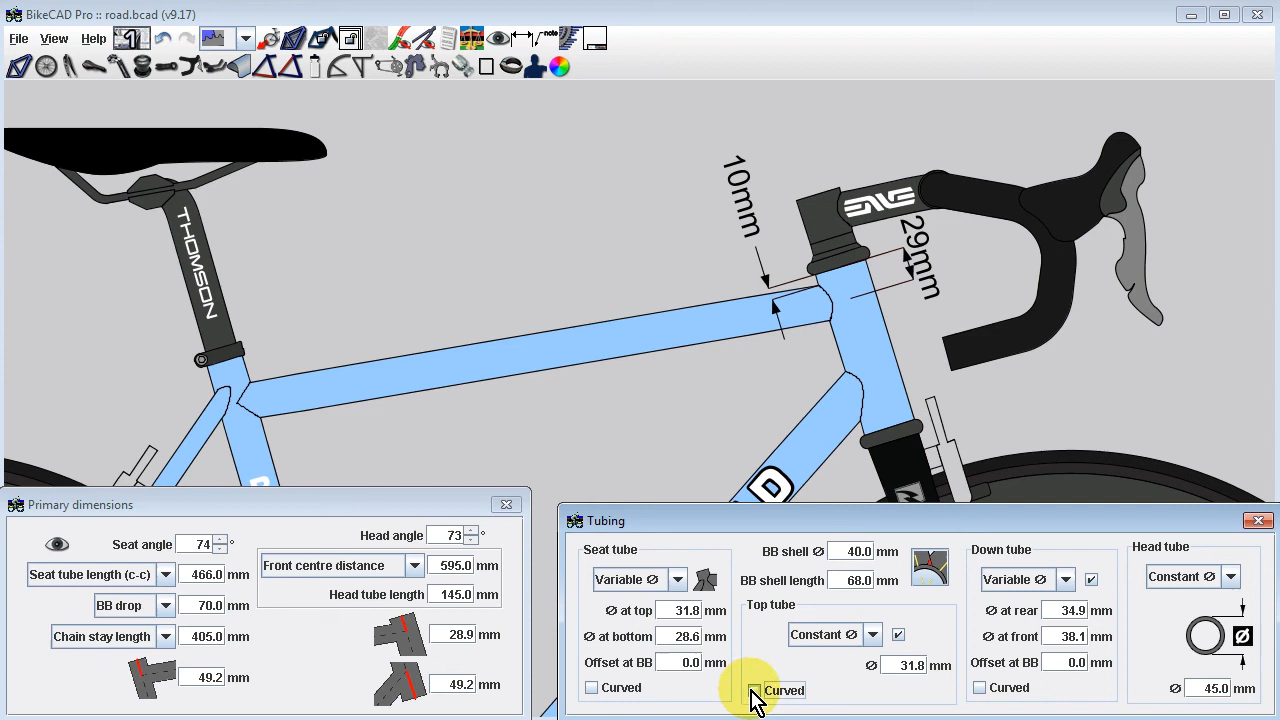 BikeCAD Pro :: road.bcad (v9.17)
File View Help
note
THOMSON
10mm
29mm
ENVE
D
Primary dimensions
Seat angle 74 °
Head angle 73 °
Seat tube length (c-c) 466.0 mm
Front centre distance 595.0 mm
BB drop 70.0 mm
Head tube length 145.0 mm
Chain stay length 405.0 mm
28.9 mm
49.2 mm
49.2 mm
Tubing
Seat tube
Variable Ø
Ø at top 31.8 mm
Ø at bottom 28.6 mm
Offset at BB 0.0 mm
Curved
BB shell Ø 40.0 mm
BB shell length 68.0 mm
Top tube
Constant Ø
Ø 31.8 mm
Curved
Down tube
Variable Ø
Ø at rear 34.9 mm
Ø at front 38.1 mm
Offset at BB 0.0 mm
Curved
Head tube
Constant Ø
Ø
Ø 45.0 mm